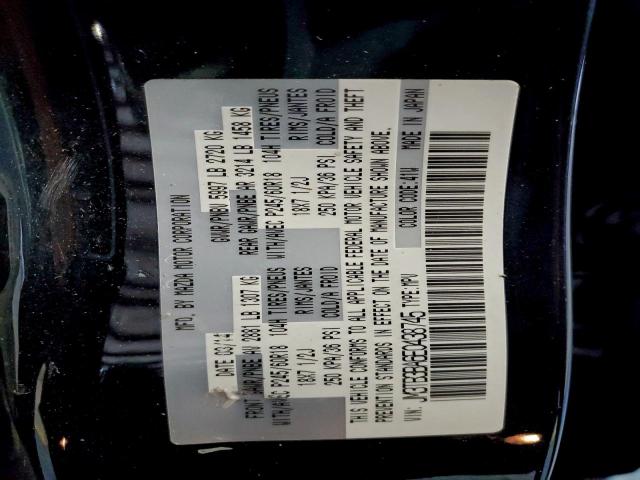 MFD. BY MAZDA MOTOR CORPORATION
DATE 03/14 GVWR/PNBV 5997 LB 2720 KG
FRONT GAWR/PNBE AV 2881 LB 1307 KG REAR GAWR/PNBE AR 3214 LB 1458 KG
WITH/AVEC P245/60R18 104H TIRES/PNEUS WITH/AVEC P245/60R18 104H TIRES/PNEUS
18X7 1/2J RIMS/JANTES 18X7 1/2J RIMS/JANTES
250 KPA/36 PSI COLD/A FROID 250 KPA/36 PSI COLD/A FROID
THIS VEHICLE CONFORMS TO ALL APPLICABLE FEDERAL MOTOR VEHICLE SAFETY AND THEFT
PREVENTION STANDARDS IN EFFECT ON THE DATE OF MANUFACTURE SHOWN ABOVE.
COLOR CODE:41W MADE IN JAPAN
VIN: JM3TB3BA6E0438745 TYPE:MPV